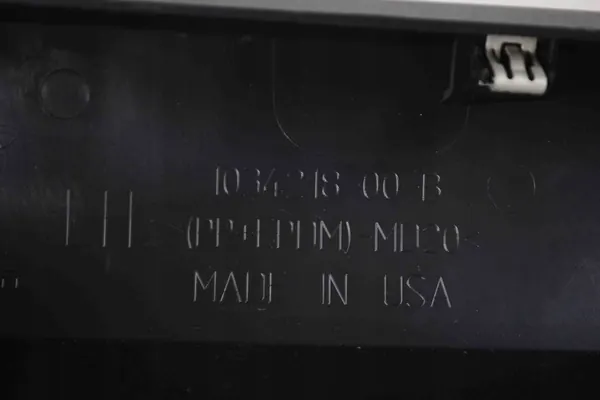 1034218-00-B
(PP+EPDM)-MD20<
MADE IN USA